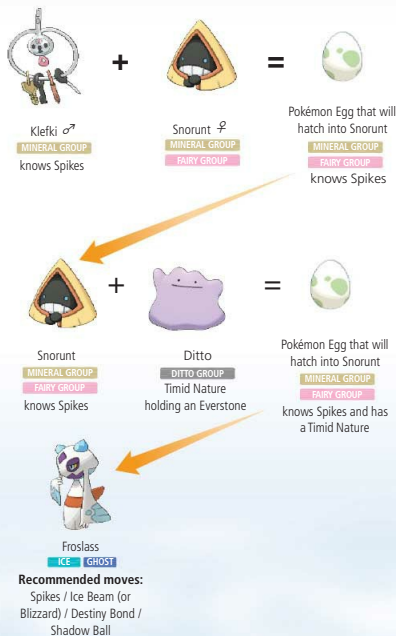 +
=
Klefki ♂
MINERAL GROUP
knows Spikes
Snorunt ♀
MINERAL GROUP
FAIRY GROUP
Pokémon Egg that will
hatch into Snorunt
MINERAL GROUP
FAIRY GROUP
knows Spikes
+
=
Snorunt
MINERAL GROUP
FAIRY GROUP
knows Spikes
Ditto
DITTO GROUP
Timid Nature
holding an Everstone
Pokémon Egg that will
hatch into Snorunt
MINERAL GROUP
FAIRY GROUP
knows Spikes and has
a Timid Nature
Froslass
ICE GHOST
Recommended moves:
Spikes / Ice Beam (or
Blizzard) / Destiny Bond /
Shadow Ball